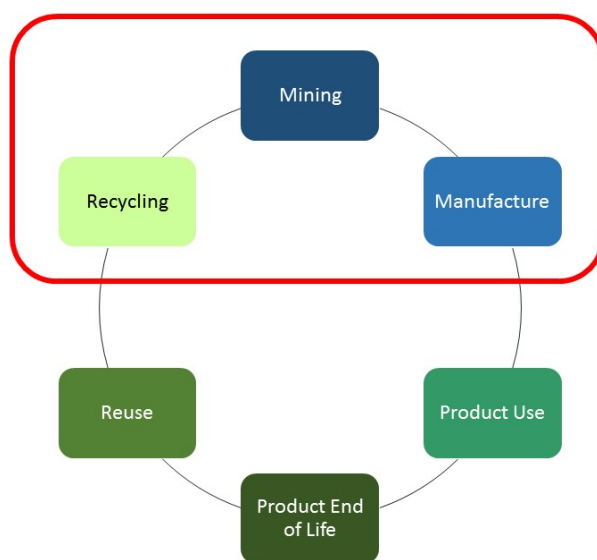 Mining
Recycling
Manufacture
Reuse
Product Use
Product End
of Life